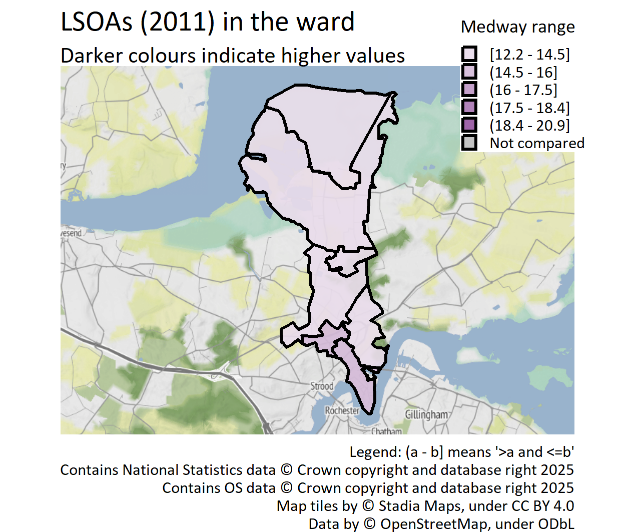 LSOAs (2011) in the ward
Darker colours indicate higher values
Medway range
[12.2 - 14.5]
(14.5 - 16]
(16 - 17.5]
(17.5 - 18.4]
(18.4 - 20.9]
Not compared
ry
vesend
Strood
Rochester
Gillingham
Chatham
Legend: (a - b] means '>a and <=b'
Contains National Statistics data © Crown copyright and database right 2025
Contains OS data © Crown copyright and database right 2025
Map tiles by © Stadia Maps, under CC BY 4.0
Data by © OpenStreetMap, under ODbL